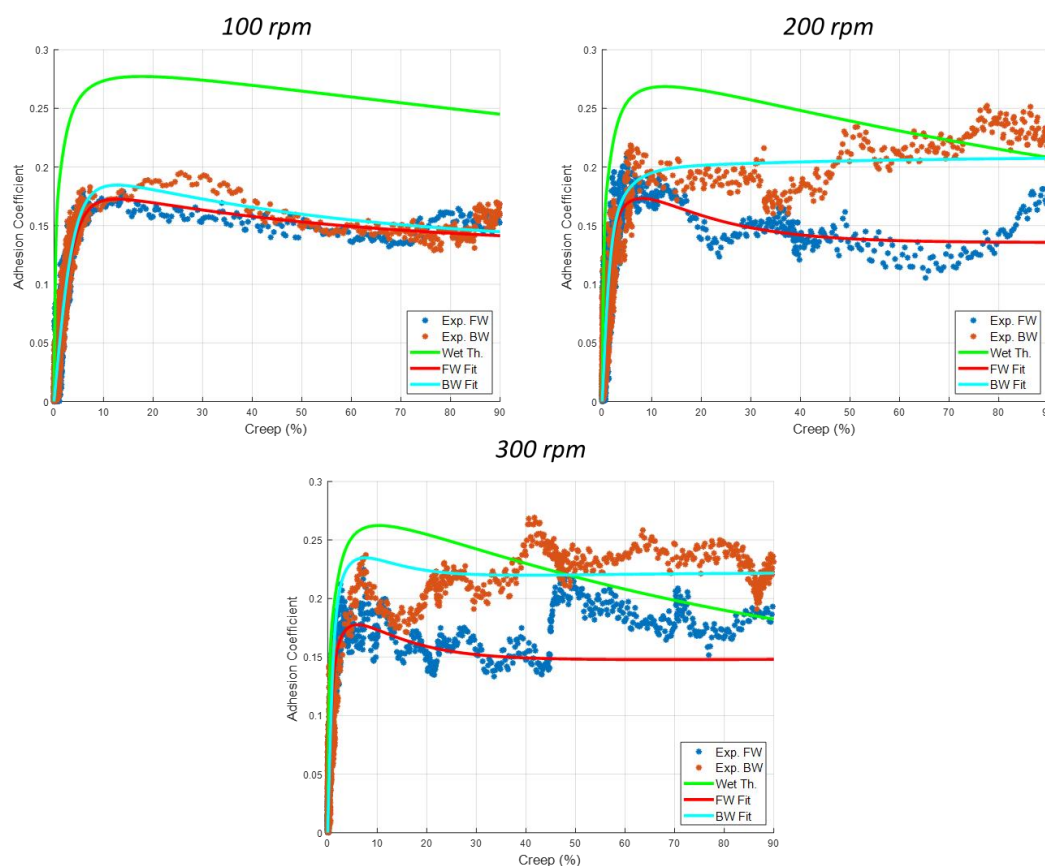 100 rpm
0.3
0.25
0.2
0.15
0.1
0.05
0
Adhesion Coefficient
0 10 20 30 40 50 60 70 80 90
Creep (%)
Exp. FW
Exp. BW
Wet Th.
FW Fit
BW Fit
200 rpm
0.3
0.25
0.2
0.15
0.1
0.05
0
Adhesion Coefficient
0 10 20 30 40 50 60 70 80 90
Creep (%)
Exp. FW
Exp. BW
Wet Th.
FW Fit
BW Fit
300 rpm
0.3
0.25
0.2
0.15
0.1
0.05
0
Adhesion Coefficient
0 10 20 30 40 50 60 70 80 90
Creep (%)
Exp. FW
Exp. BW
Wet Th.
FW Fit
BW Fit